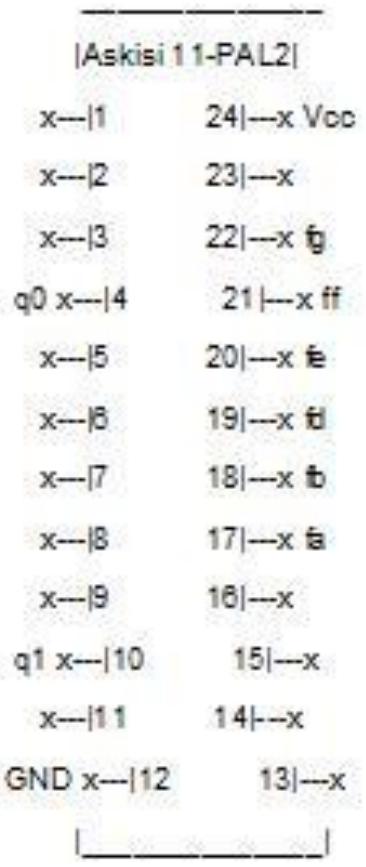 |Askisi 11-PAL2|
x---|1 24|---x Vcc
x---|2 23|---x
x---|3 22|---x fg
q0 x---|4 21|---x ff
x---|5 20|---x fe
x---|6 19|---x fd
x---|7 18|---x fb
x---|8 17|---x fa
x---|9 16|---x
q1 x---|10 15|---x
x---|11 14|---x
GND x---|12 13|---x
|______________|